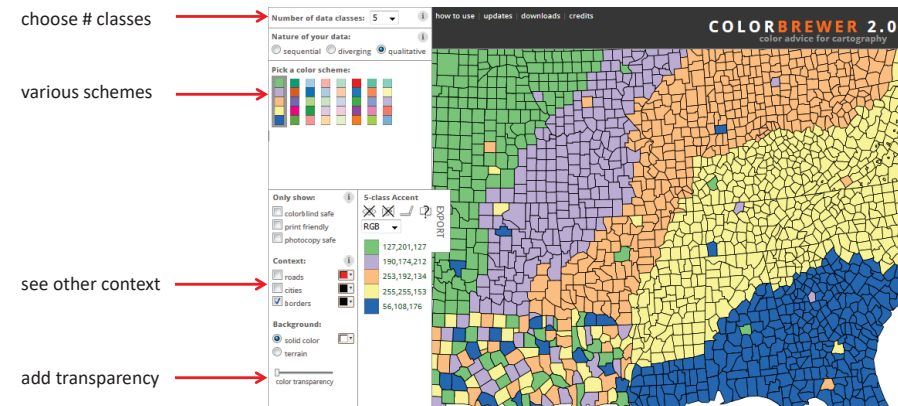 choose # classes
various schemes
see other context
add transparency
Number of data classes: 5 i
Nature of your data: i
sequential diverging qualitative
Pick a color scheme:
Only show: i
colorblind safe
print friendly
photocopy safe
Context: i
roads
cities
borders
Background:
solid color
terrain
color transparency
5-class Accent
?
EXPORT
RGB
127,201,127
190,174,212
253,192,134
255,255,153
56,108,176
how to use | updates | downloads | credits
COLORBREWER 2.0
color advice for cartography